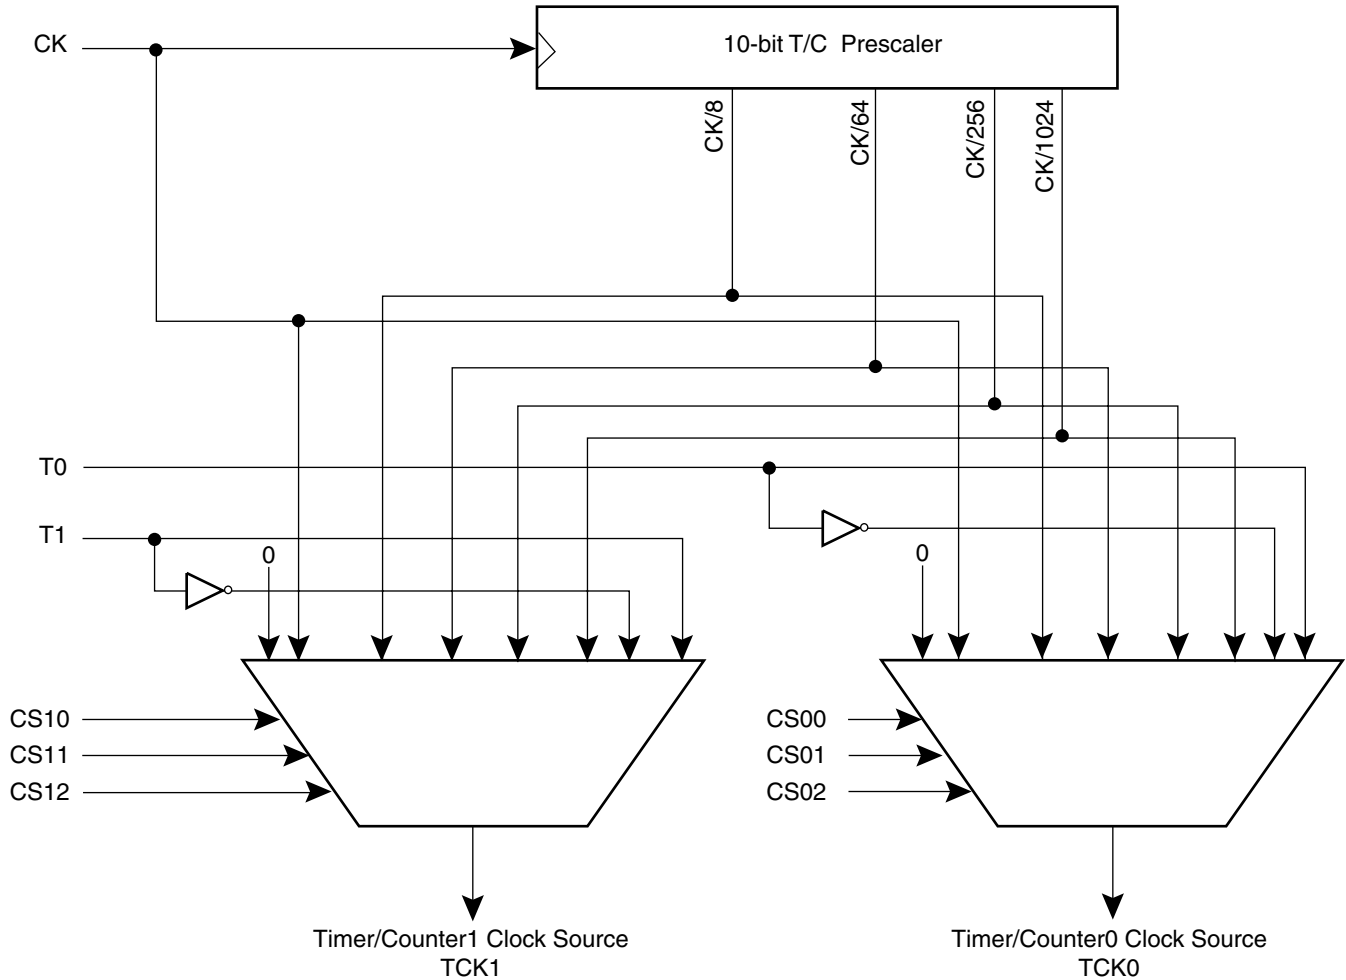 CK
10-bit T/C Prescaler
CK/8
CK/64
CK/256
CK/1024
T0
T1
0
0
CS10
CS11
CS12
CS00
CS01
CS02
Timer/Counter1 Clock Source
TCK1
Timer/Counter0 Clock Source
TCK0